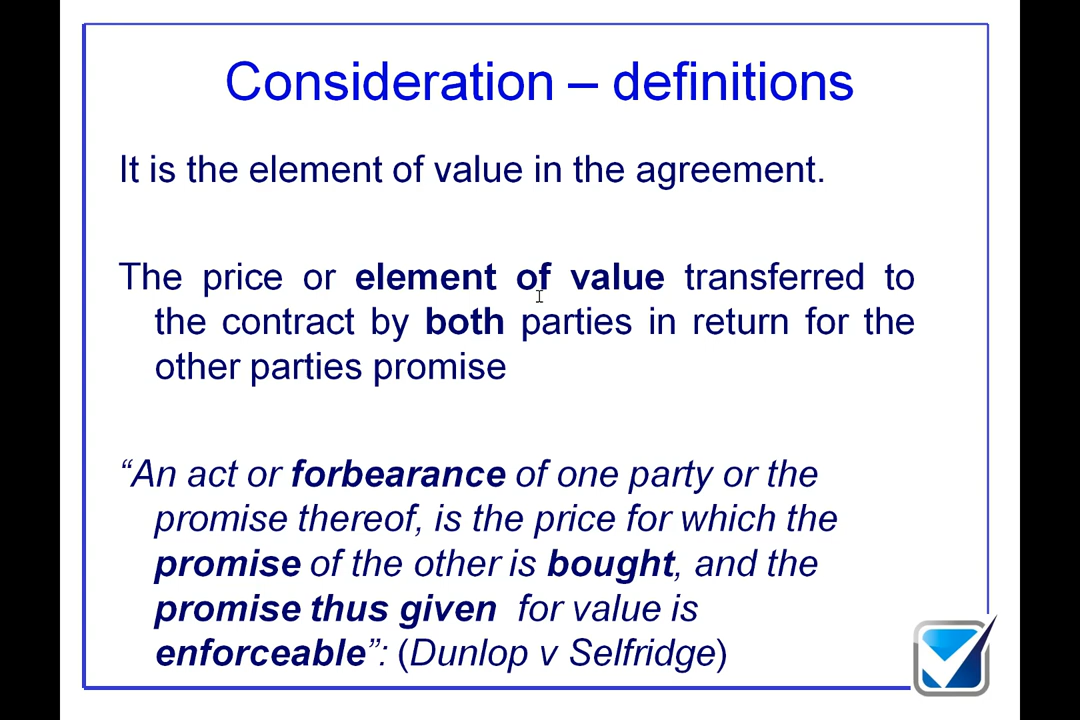 Consideration – definitions
It is the element of value in the agreement.
The price or element of value transferred to
the contract by both parties in return for the
other parties promise
“An act or forbearance of one party or the
promise thereof, is the price for which the
promise of the other is bought, and the
promise thus given for value is
enforceable”: (Dunlop v Selfridge)